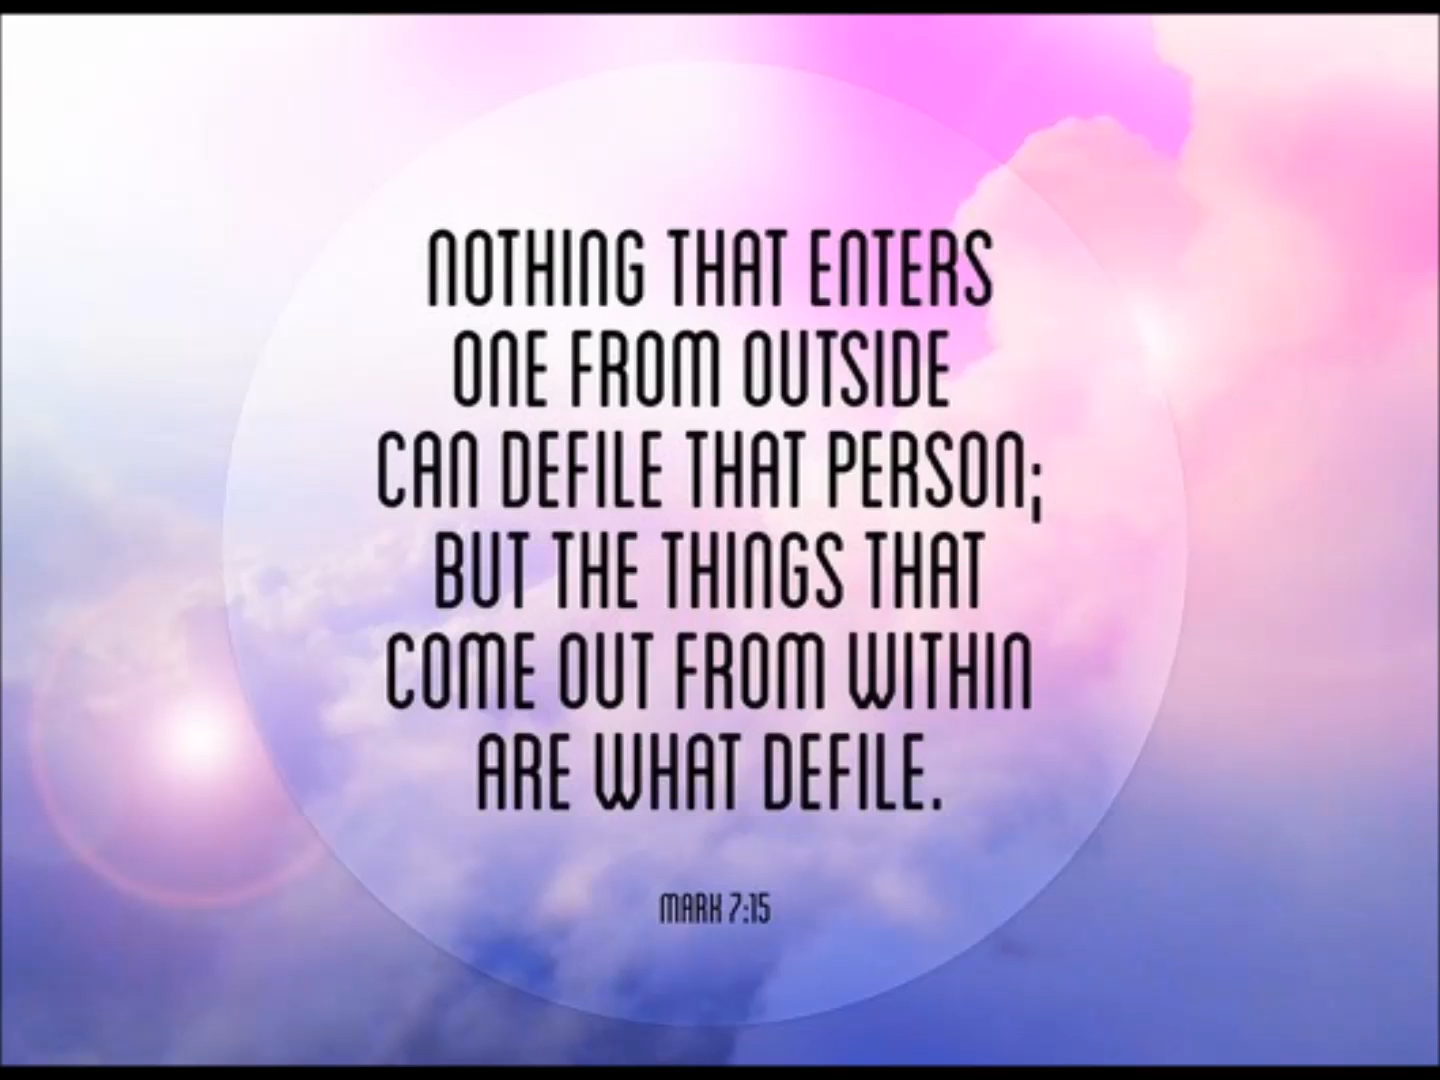 NOTHING THAT ENTERS
ONE FROM OUTSIDE
CAN DEFILE THAT PERSON;
BUT THE THINGS THAT
COME OUT FROM WITHIN
ARE WHAT DEFILE.
MARK 7:15